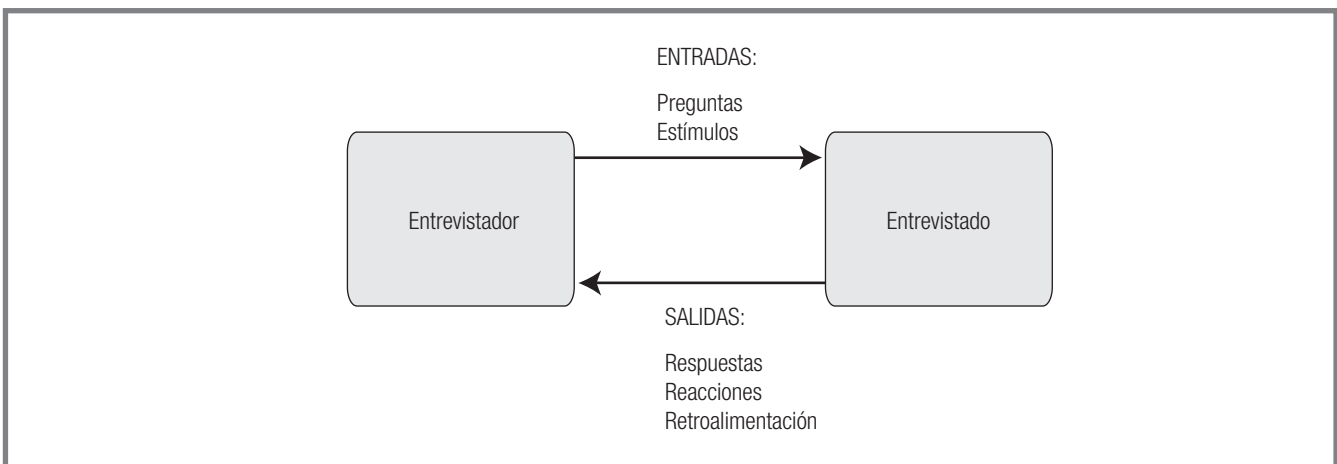 ENTRADAS:
Preguntas
Estímulos
Entrevistador
Entrevistado
SALIDAS:
Respuestas
Reacciones
Retroalimentación